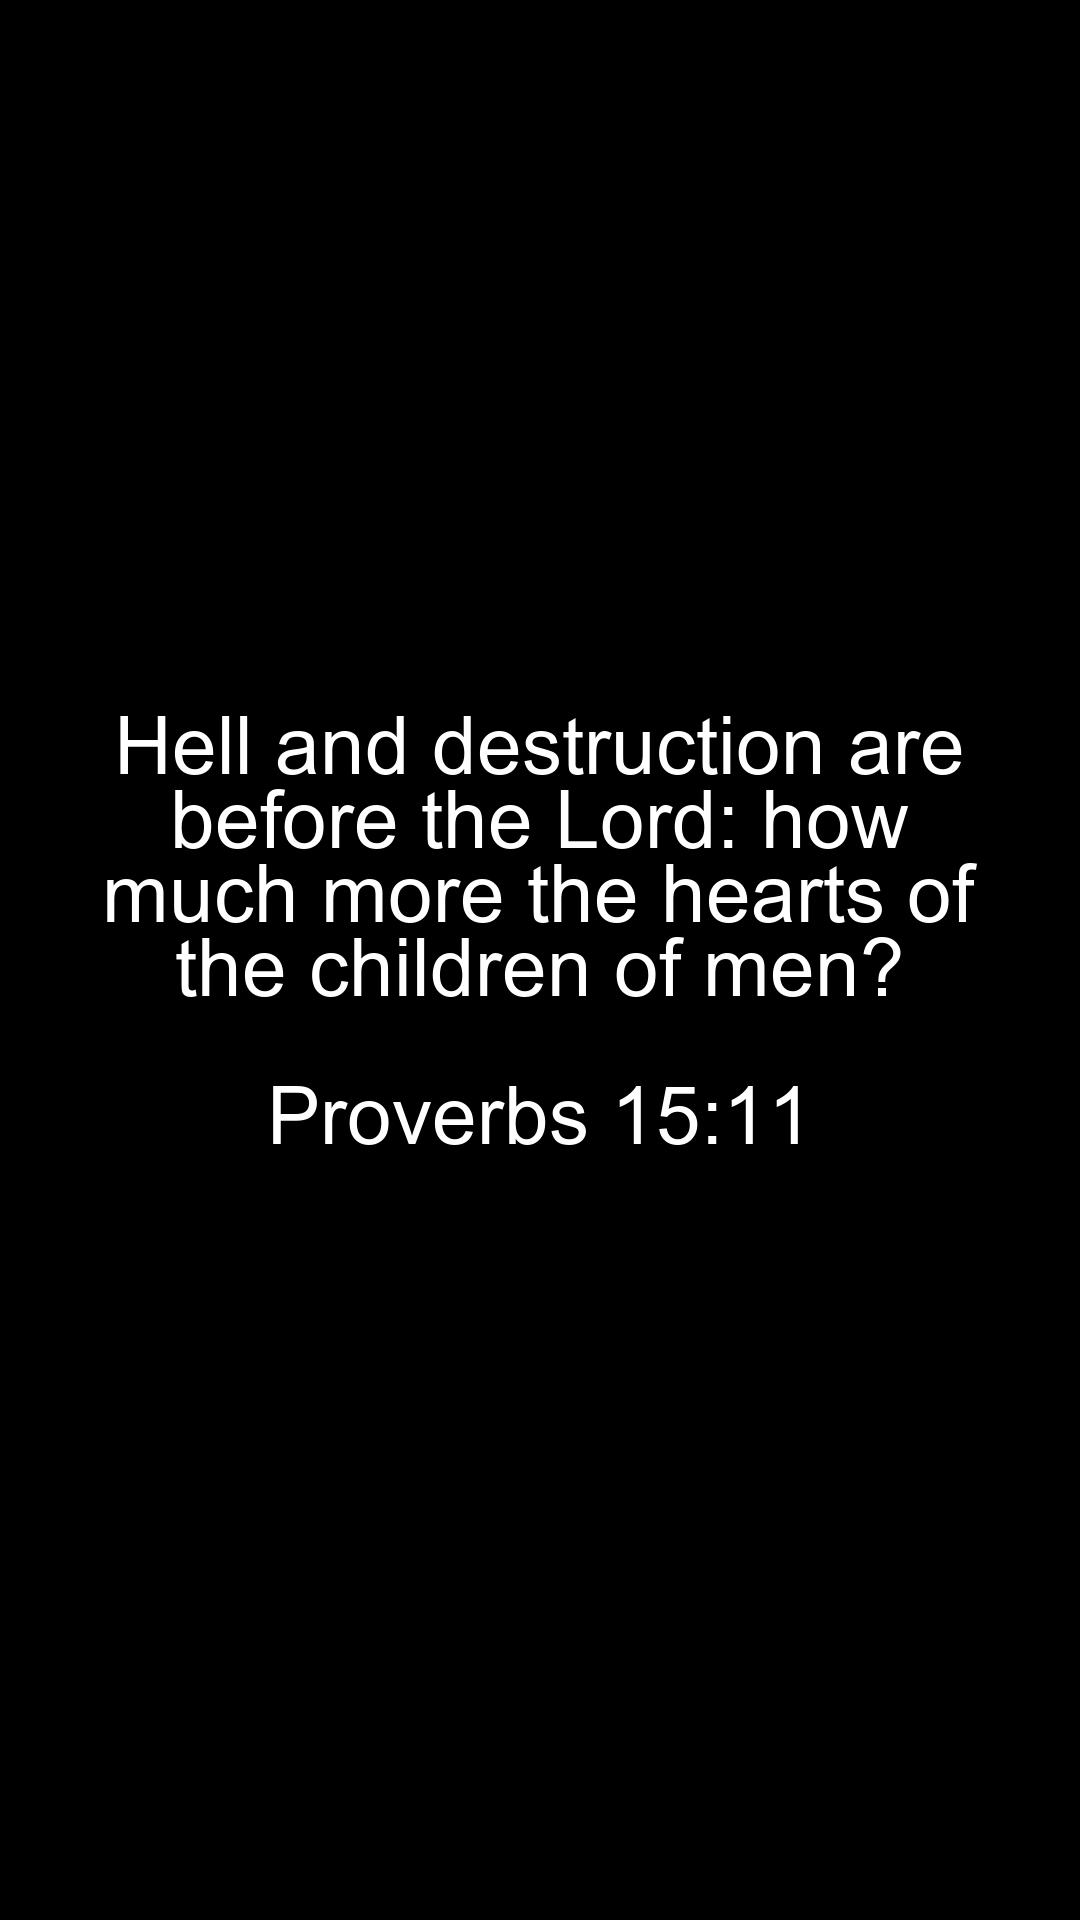 Hell and destruction are
before the Lord: how
much more the hearts of
the children of men?
Proverbs 15:11